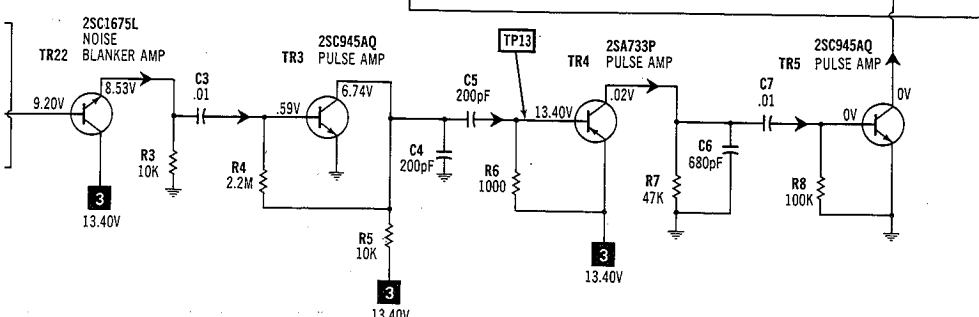 2SC1675L
NOISE
BLANKER AMP
TR22
8.53V
9.20V
C3
.01
R3
10K
3
13.40V
2SC945AQ
PULSE AMP
TR3
6.74V
.59V
R4
2.2M
C4
200pF
R5
10K
3
13.40V
C5
200pF
TP13
2SA733P
PULSE AMP
TR4
.02V
13.40V
R6
1000
3
13.40V
R7
47K
C6
680pF
C7
.01
2SC945AQ
PULSE AMP
TR5
0V
0V
R8
100K